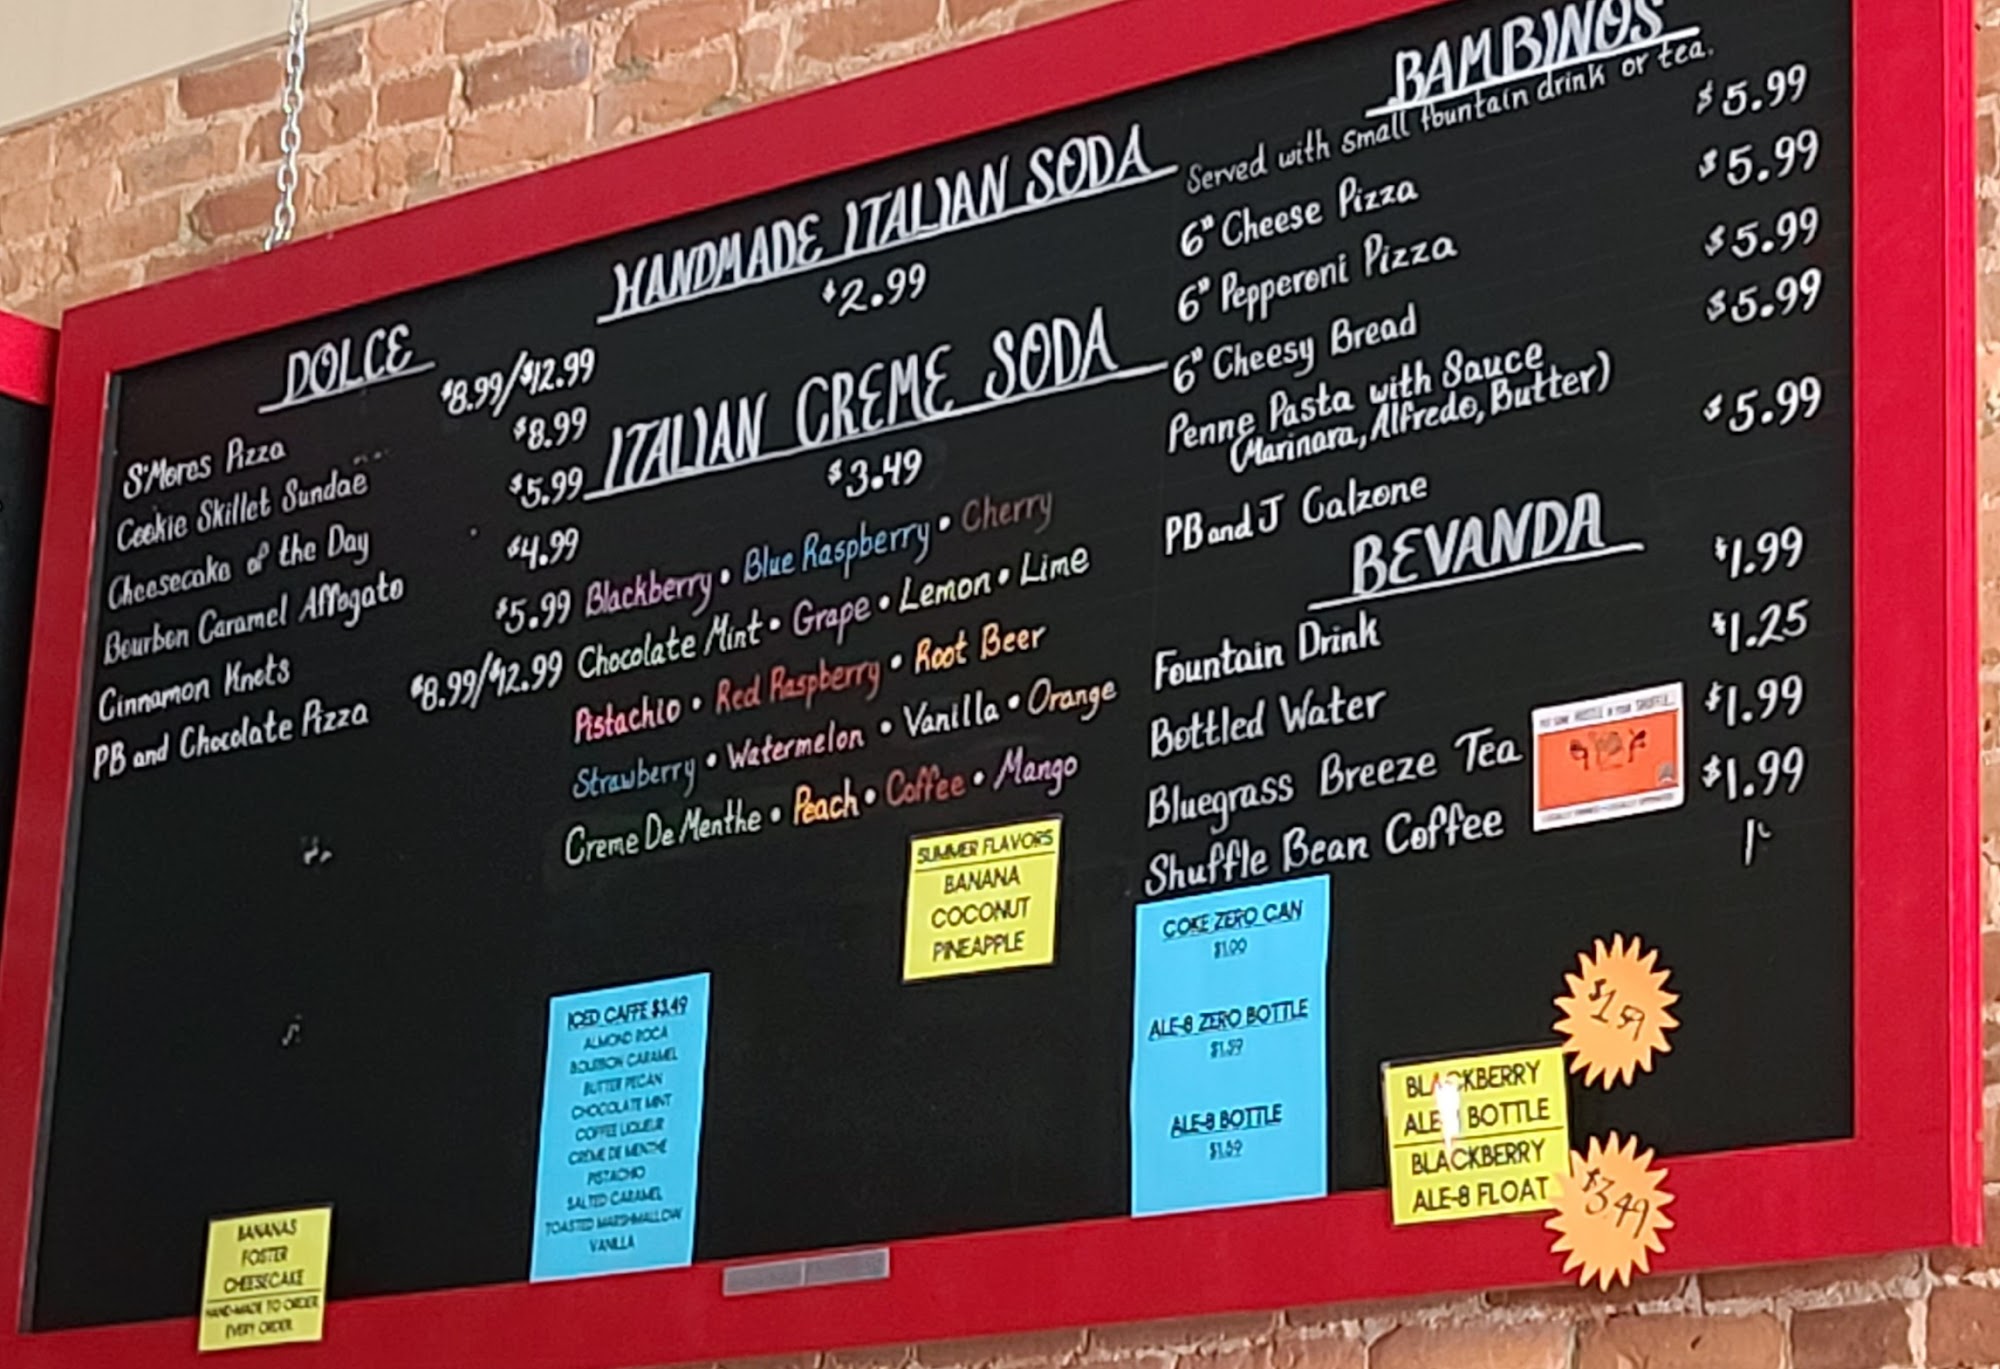 DOLCE
S'Mores Pizza $8.99/$12.99
Cookie Skillet Sundae $8.99
Cheesecake of the Day $5.99
Bourbon Caramel Affogato $4.99
Cinnamon Knots $5.99
PB and Chocolate Pizza $8.99/$12.99
BANANAS
FOSTER
CHEESECAKE
HAND-MADE TO ORDER
EVERY ORDER
HANDMADE ITALIAN SODA
$2.99
ITALIAN CREME SODA
$3.49
Blackberry • Blue Raspberry • Cherry
Chocolate Mint • Grape • Lemon • Lime
Pistachio • Red Raspberry • Root Beer
Strawberry • Watermelon • Vanilla • Orange
Creme De Menthe • Peach • Coffee • Mango
SUMMER FLAVORS
BANANA
COCONUT
PINEAPPLE
ICED CAFFE $3.49
ALMOND ROCA
BOURBON CARAMEL
BUTTER PECAN
CHOCOLATE MINT
COFFEE LIQUEUR
CREME DE MENTHE
PISTACHIO
SALTED CARAMEL
TOASTED MARSHMALLOW
VANILLA
BAMBINOS
Served with small fountain drink or tea.
6" Cheese Pizza $5.99
6" Pepperoni Pizza $5.99
6" Cheesy Bread $5.99
Penne Pasta with Sauce $5.99
(Marinara, Alfredo, Butter)
PB and J Calzone $5.99
BEVANDA
Fountain Drink $1.99
Bottled Water $1.25
Bluegrass Breeze Tea $1.99
Shuffle Bean Coffee $1.99
COKE ZERO CAN
$1.00
ALE-8 ZERO BOTTLE
$1.59
ALE-8 BOTTLE
$1.59
BLACKBERRY
ALE-8 BOTTLE
$1.59
BLACKBERRY
ALE-8 FLOAT
$3.49